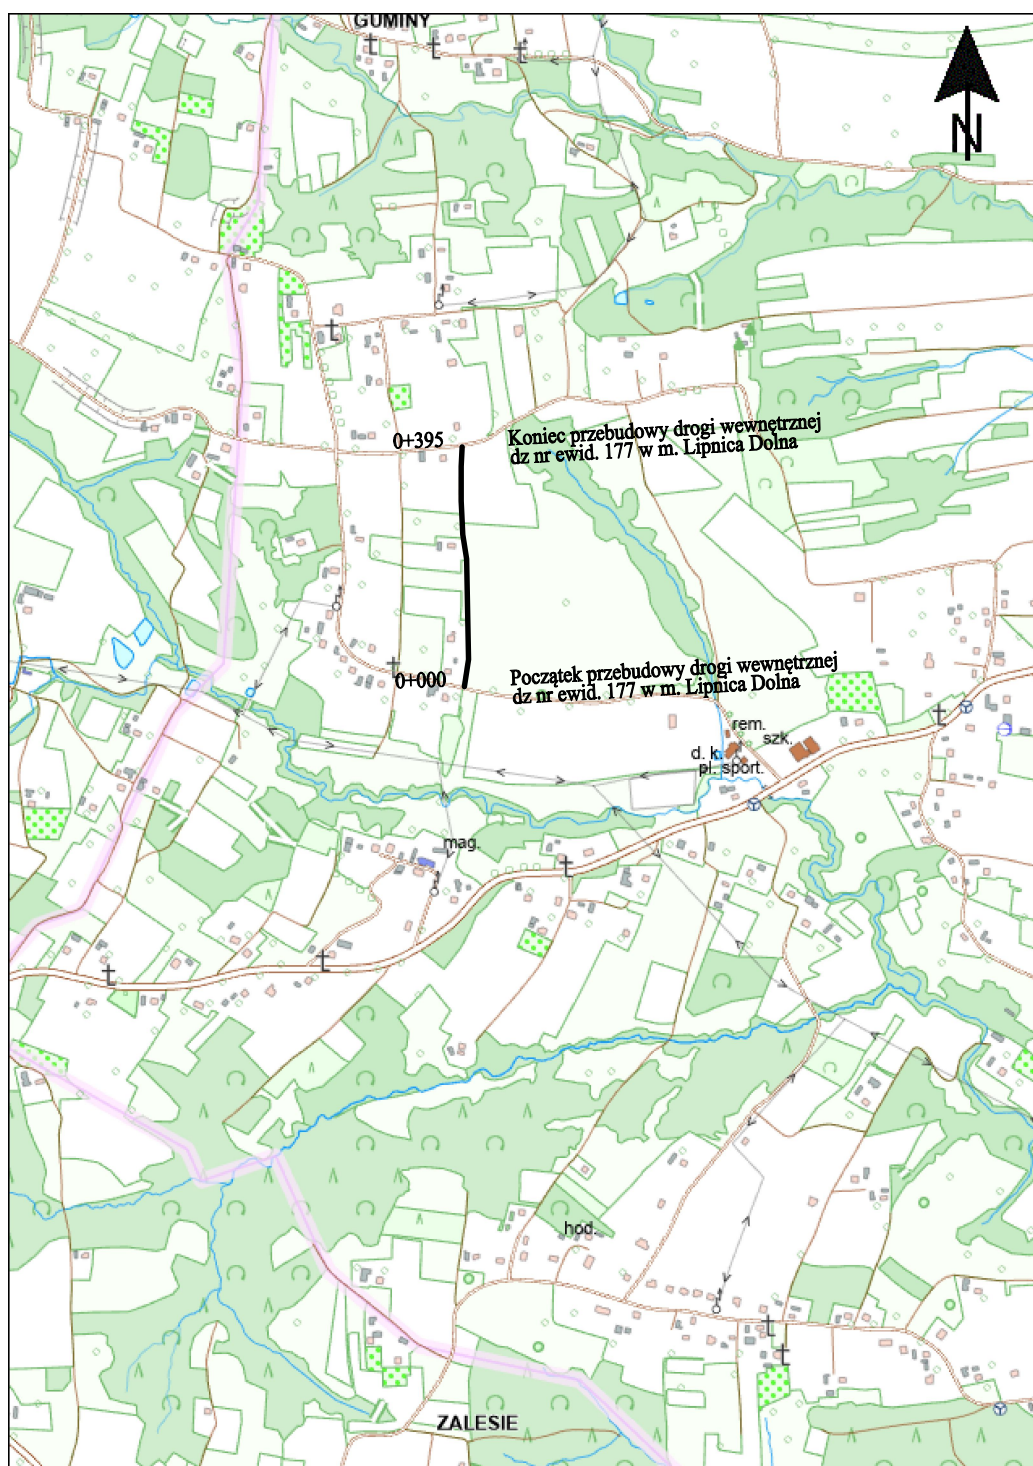 GUMINY
N
0+395
Koniec przebudowy drogi wewnętrznej
dz nr ewid. 177 w m. Lipnica Dolna
0+000
Początek przebudowy drogi wewnętrznej
dz nr ewid. 177 w m. Lipnica Dolna
rem.
szk.
d. k.
pl. sport.
mag.
hod.
ZALESIE